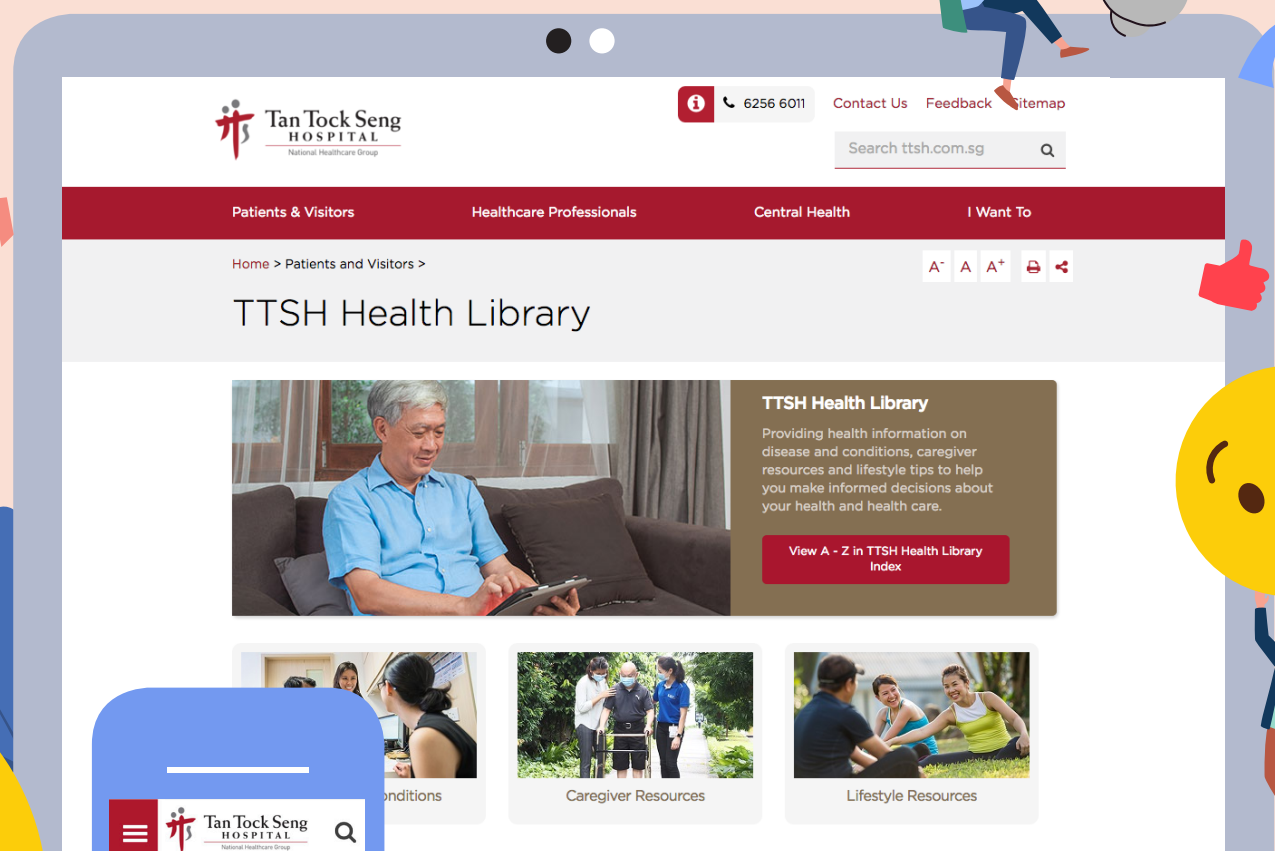 Tan Tock Seng
HOSPITAL
National Healthcare Group
6256 6011
Contact Us
Feedback
Sitemap
Search ttsh.com.sg
Patients & Visitors
Healthcare Professionals
Central Health
I Want To
Home > Patients and Visitors >
A-
A
A+
TTSH Health Library
TTSH Health Library
Providing health information on
disease and conditions, caregiver
resources and lifestyle tips to help
you make informed decisions about
your health and health care.
View A - Z in TTSH Health Library
Index
Caregiver Resources
Lifestyle Resources
Tan Tock Seng
HOSPITAL
National Healthcare Group